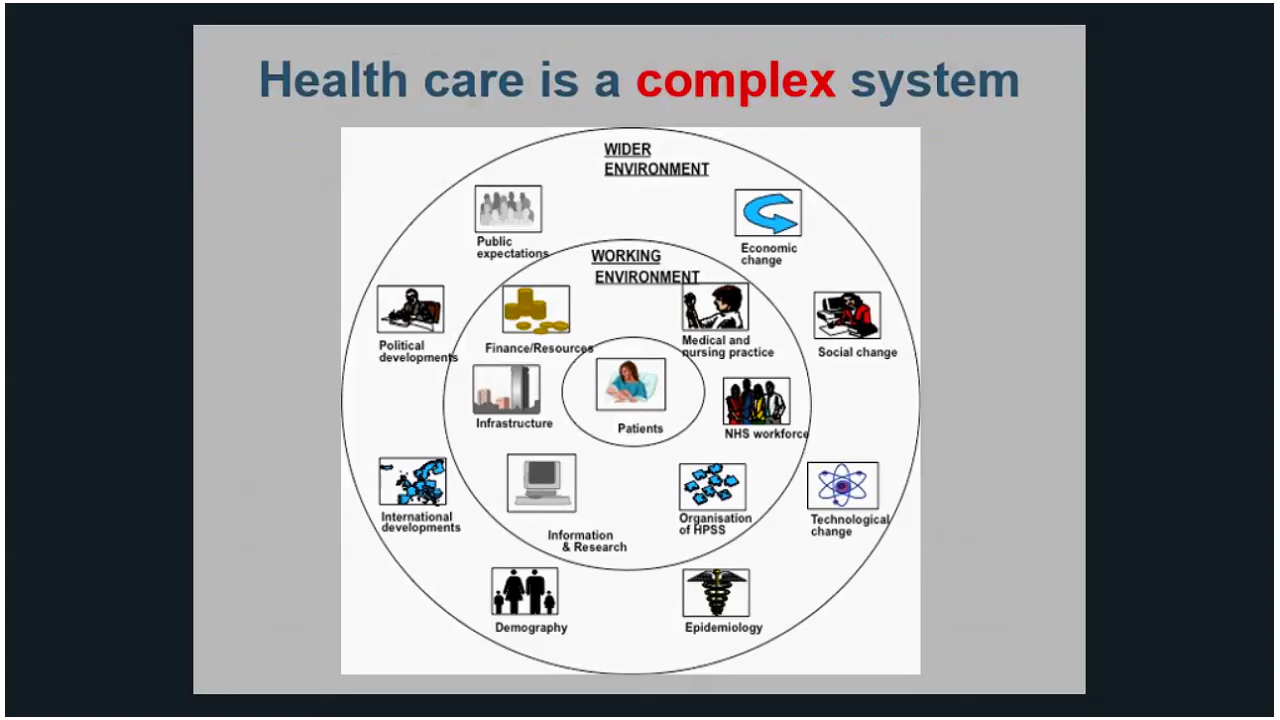 Health care is a complex system
WIDER
ENVIRONMENT
Public
expectations
Economic
change
WORKING
ENVIRONMENT
Political
developments
Finance/Resources
Medical and
nursing practice
Social change
Infrastructure
Patients
NHS workforce
International
developments
Information
& Research
Organisation
of HPSS
Technological
change
Demography
Epidemiology